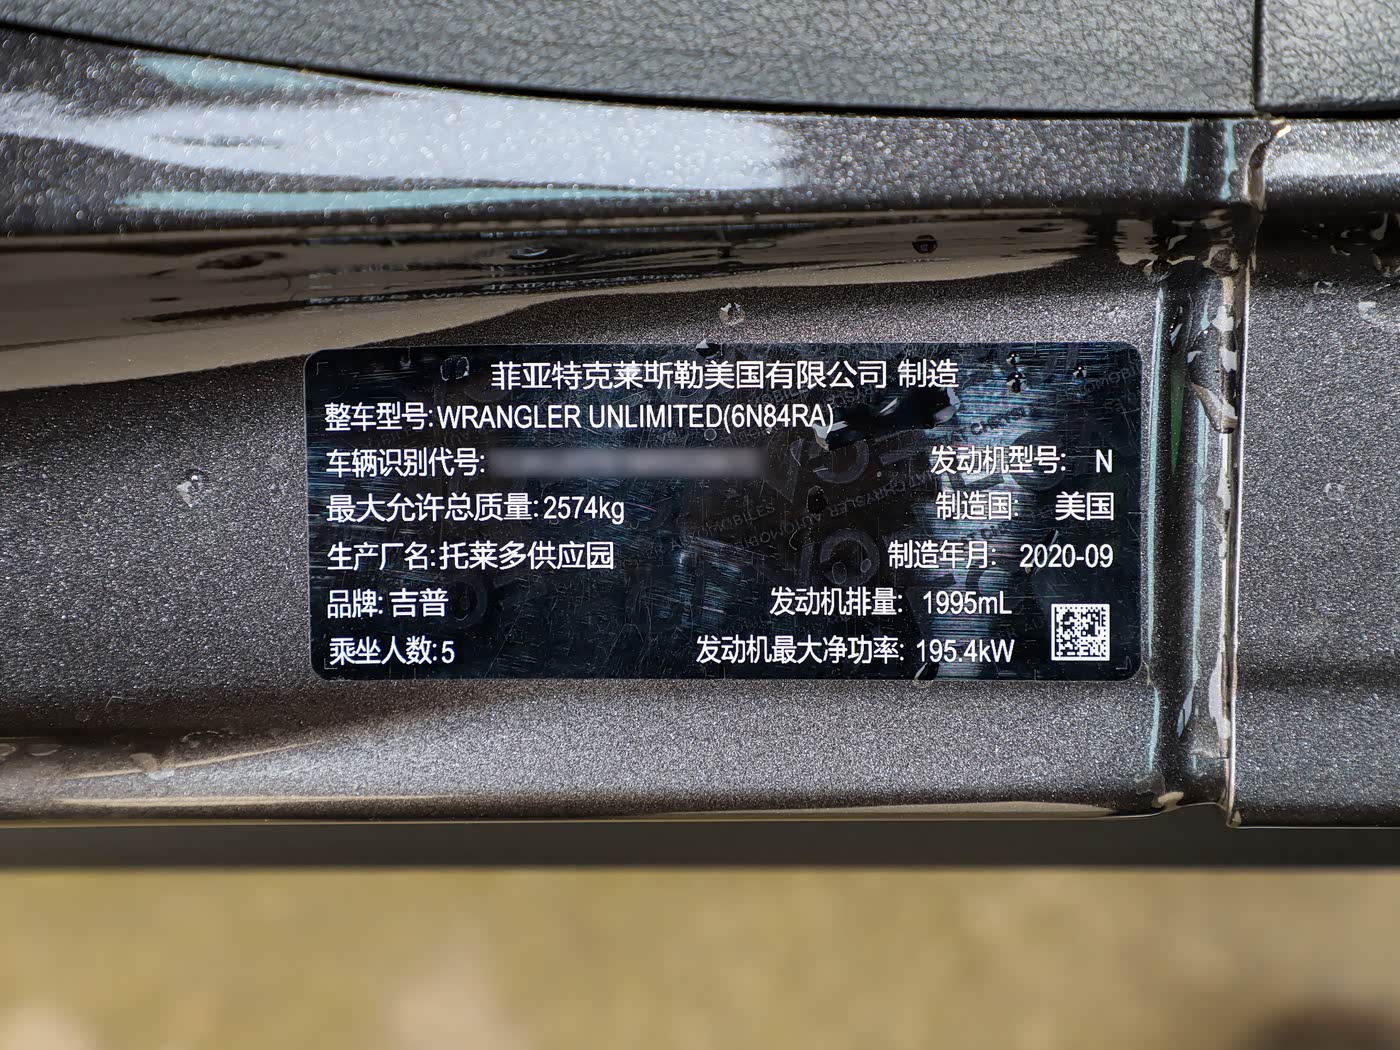 菲亚特克莱斯勒美国有限公司 制造
整车型号:WRANGLER UNLIMITED(6N84RA)
车辆识别代号: 发动机型号: N
最大允许总质量:2574kg 制造国: 美国
生产厂名:托莱多供应园 制造年月: 2020-09
品牌:吉普 发动机排量: 1995mL
乘坐人数:5 发动机最大净功率: 195.4kW